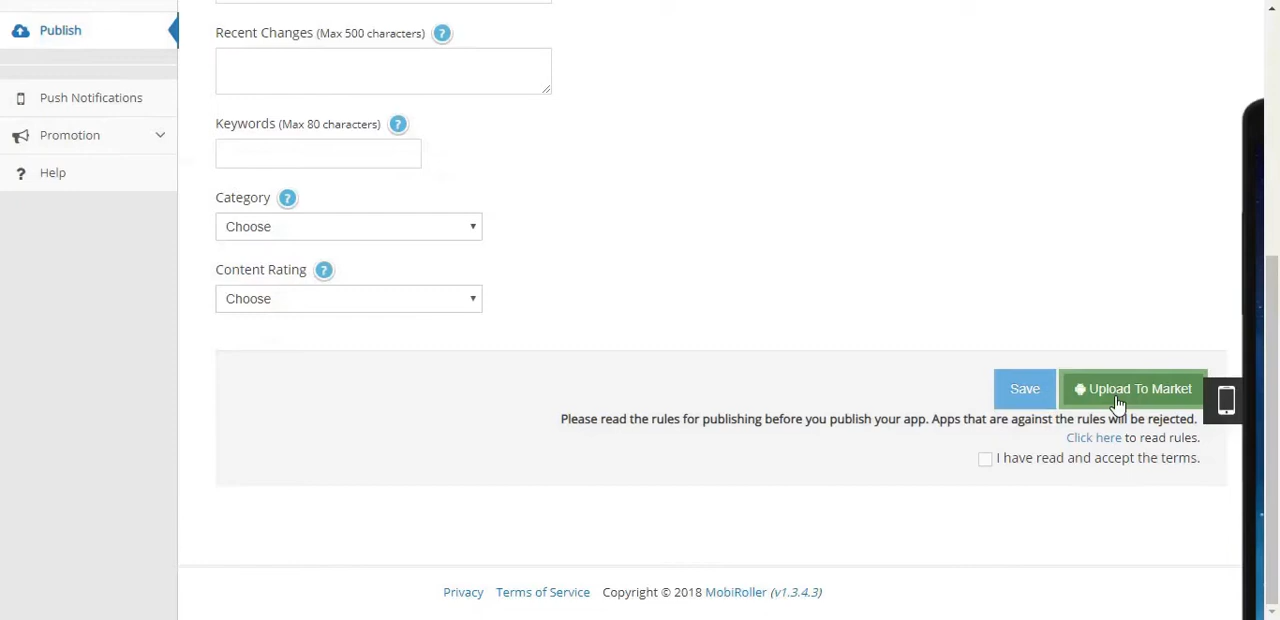 Publish
Push Notifications
Promotion
? Help
Recent Changes (Max 500 characters) ?
Keywords (Max 80 characters) ?
Category ?
Choose
Content Rating ?
Choose
Save
Upload To Market
Please read the rules for publishing before you publish your app. Apps that are against the rules will be rejected.
Click here to read rules.
I have read and accept the terms.
Privacy Terms of Service Copyright © 2018 MobiRoller (v1.3.4.3)